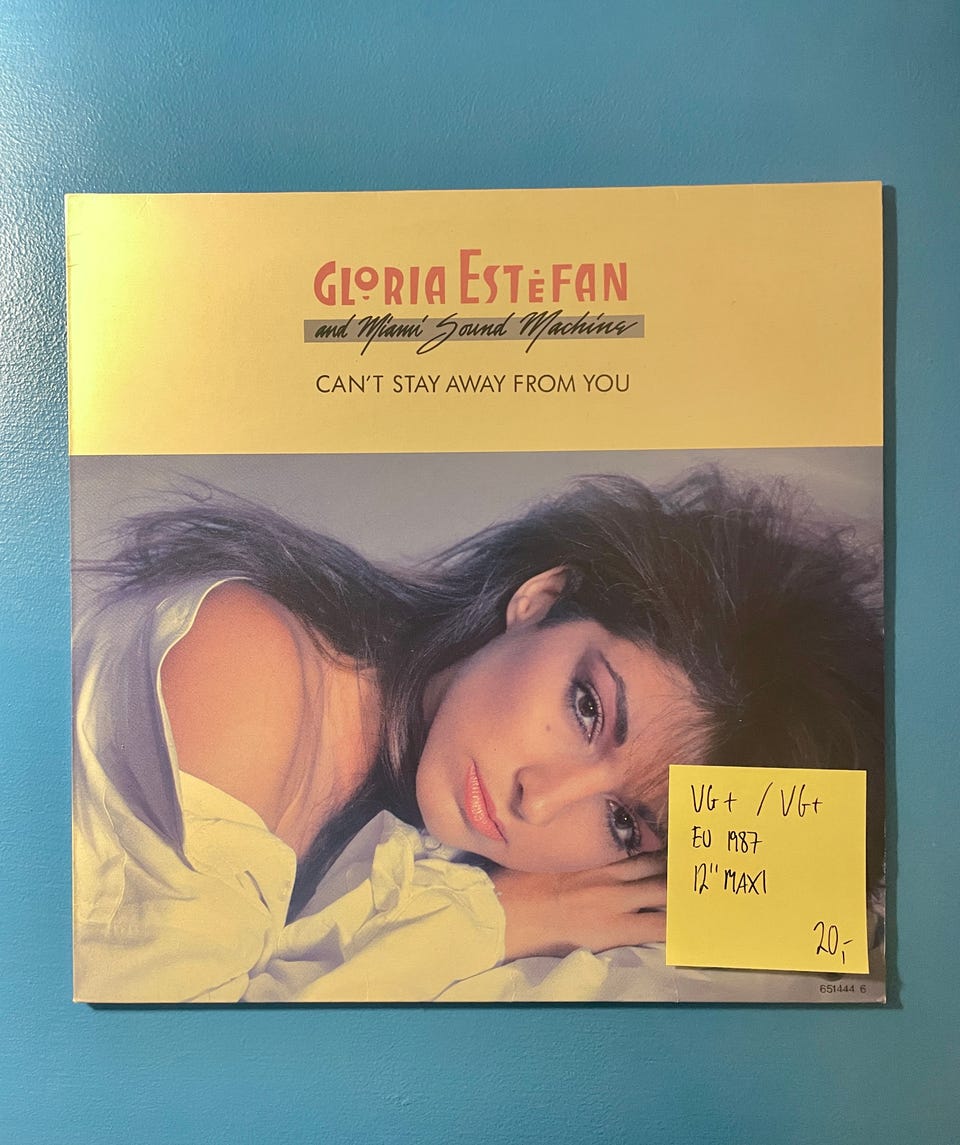 GLORIA ESTEFAN
and Miami Sound Machine
CAN'T STAY AWAY FROM YOU
VG+ / VG+
EU 1987
12" MAXI
20,-
651444 6